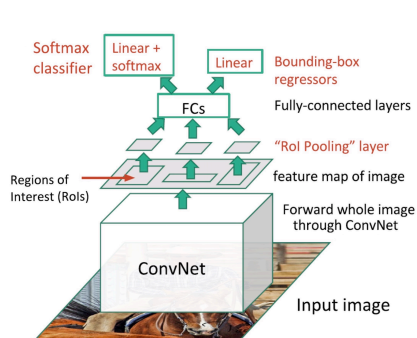 Softmax
classifier
Linear +
softmax
Linear
Bounding-box
regressors
FCs
Fully-connected layers
"RoI Pooling" layer
Regions of
Interest (RoIs)
feature map of image
Forward whole image
through ConvNet
ConvNet
Input image